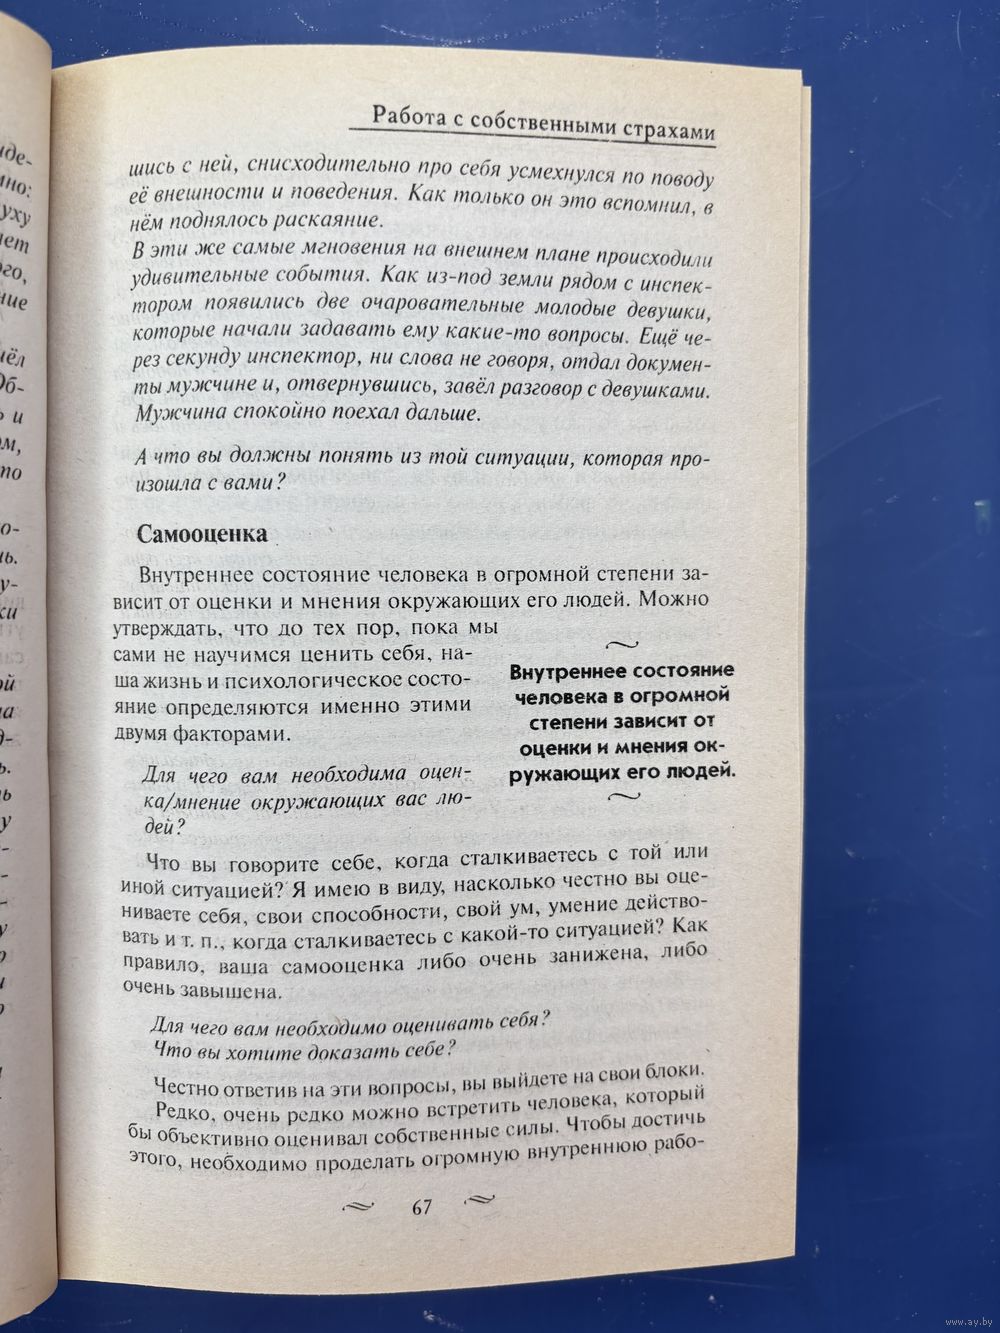 Работа с собственными страхами
шись с ней, снисходительно про себя усмехнулся по поводу
её внешности и поведения. Как только он это вспомнил, в
нём поднялось раскаяние.
В эти же самые мгновения на внешнем плане происходили
удивительные события. Как из-под земли рядом с инспек-
тором появились две очаровательные молодые девушки,
которые начали задавать ему какие-то вопросы. Ещё че-
рез секунду инспектор, ни слова не говоря, отдал докумен-
ты мужчине и, отвернувшись, завёл разговор с девушками.
Мужчина спокойно поехал дальше.
А что вы должны понять из той ситуации, которая про-
изошла с вами?
Самооценка
Внутреннее состояние человека в огромной степени за-
висит от оценки и мнения окружающих его людей. Можно
утверждать, что до тех пор, пока мы
сами не научимся ценить себя, на-
ша жизнь и психологическое состо-
яние определяются именно этими
двумя факторами.
Внутреннее состояние
человека в огромной
степени зависит от
оценки и мнения ок-
ружающих его людей.
Для чего вам необходима оцен-
ка/мнение окружающих вас лю-
дей?
Что вы говорите себе, когда сталкиваетесь с той или
иной ситуацией? Я имею в виду, насколько честно вы оце-
ниваете себя, свои способности, свой ум, умение действо-
вать и т. п., когда сталкиваетесь с какой-то ситуацией? Как
правило, ваша самооценка либо очень занижена, либо
очень завышена.
Для чего вам необходимо оценивать себя?
Что вы хотите доказать себе?
Честно ответив на эти вопросы, вы выйдете на свои блоки.
Редко, очень редко можно встретить человека, который
бы объективно оценивал собственные силы. Чтобы достичь
этого, необходимо проделать огромную внутреннюю рабо-
67
www.ay.by